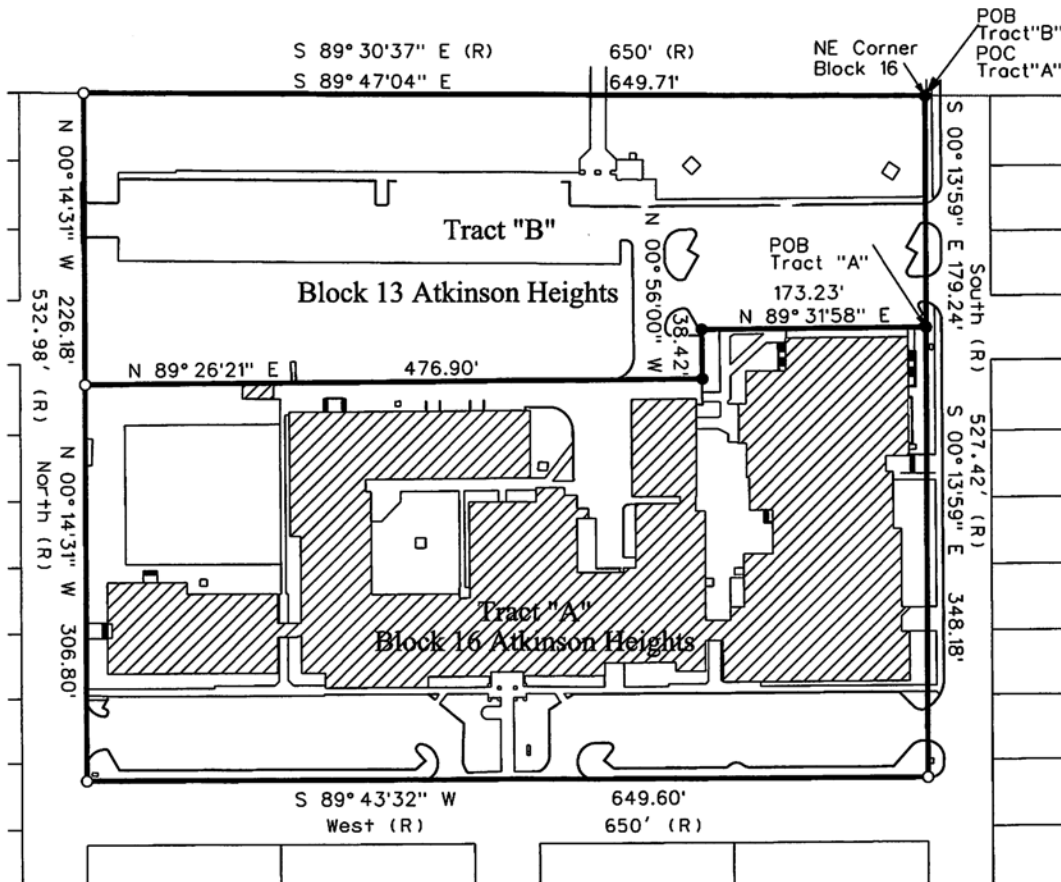 POB
Tract"B"
POC
Tract"A"
NE Corner
Block 16
S 89°30'37" E (R) 650' (R)
S 89°47'04" E 649.71'
N 00°14'31" W 226.18'
532.98' (R) North (R)
S 00°13'59" E 179.24'
South (R) 527.42' (R)
Tract "B"
Block 13 Atkinson Heights
N 00°56'00" W
38.42'
POB
Tract "A"
173.23'
N 89°31'58" E
N 89°26'21" E 476.90'
N 00°14'31" W 306.80'
S 00°13'59" E 348.18'
Tract "A"
Block 16 Atkinson Heights
S 89°43'32" W 649.60'
West (R) 650' (R)